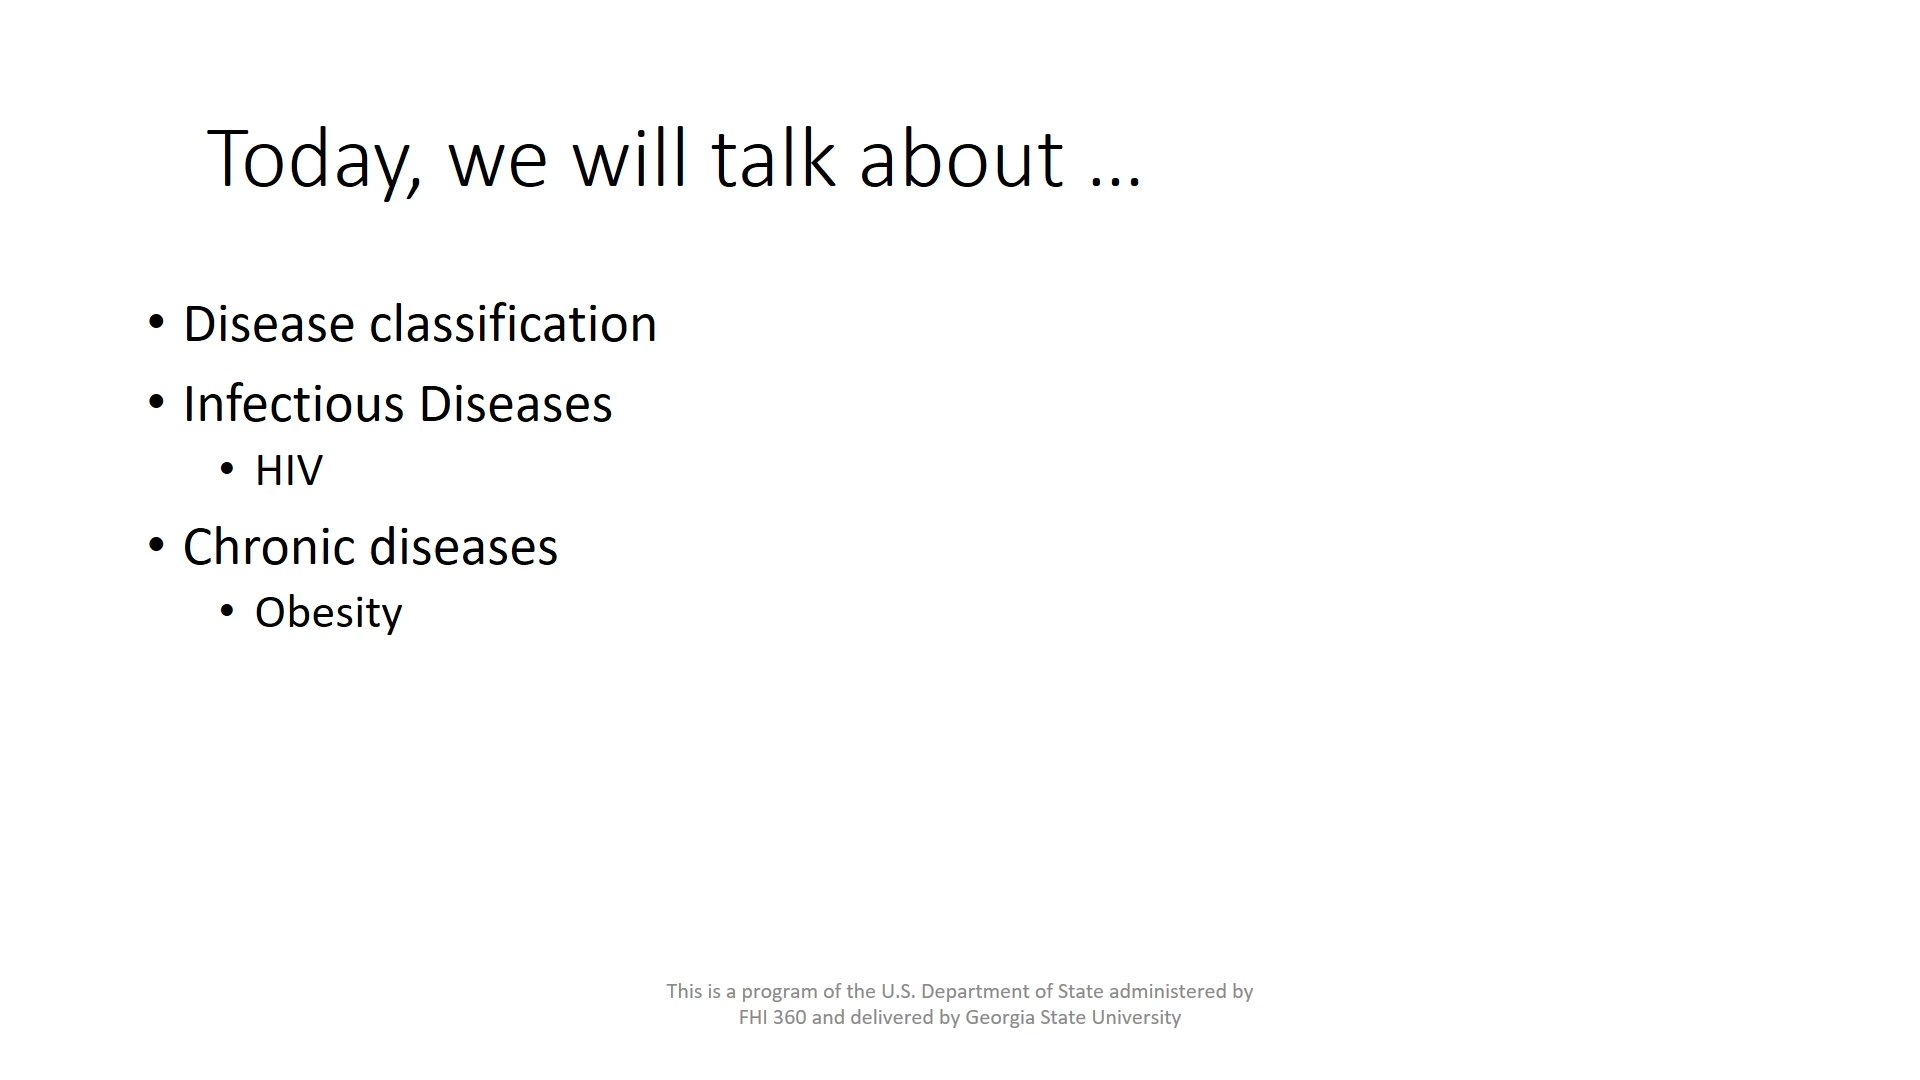 Today, we will talk about ...
• Disease classification
• Infectious Diseases
• HIV
• Chronic diseases
• Obesity
This is a program of the U.S. Department of State administered by
FHI 360 and delivered by Georgia State University